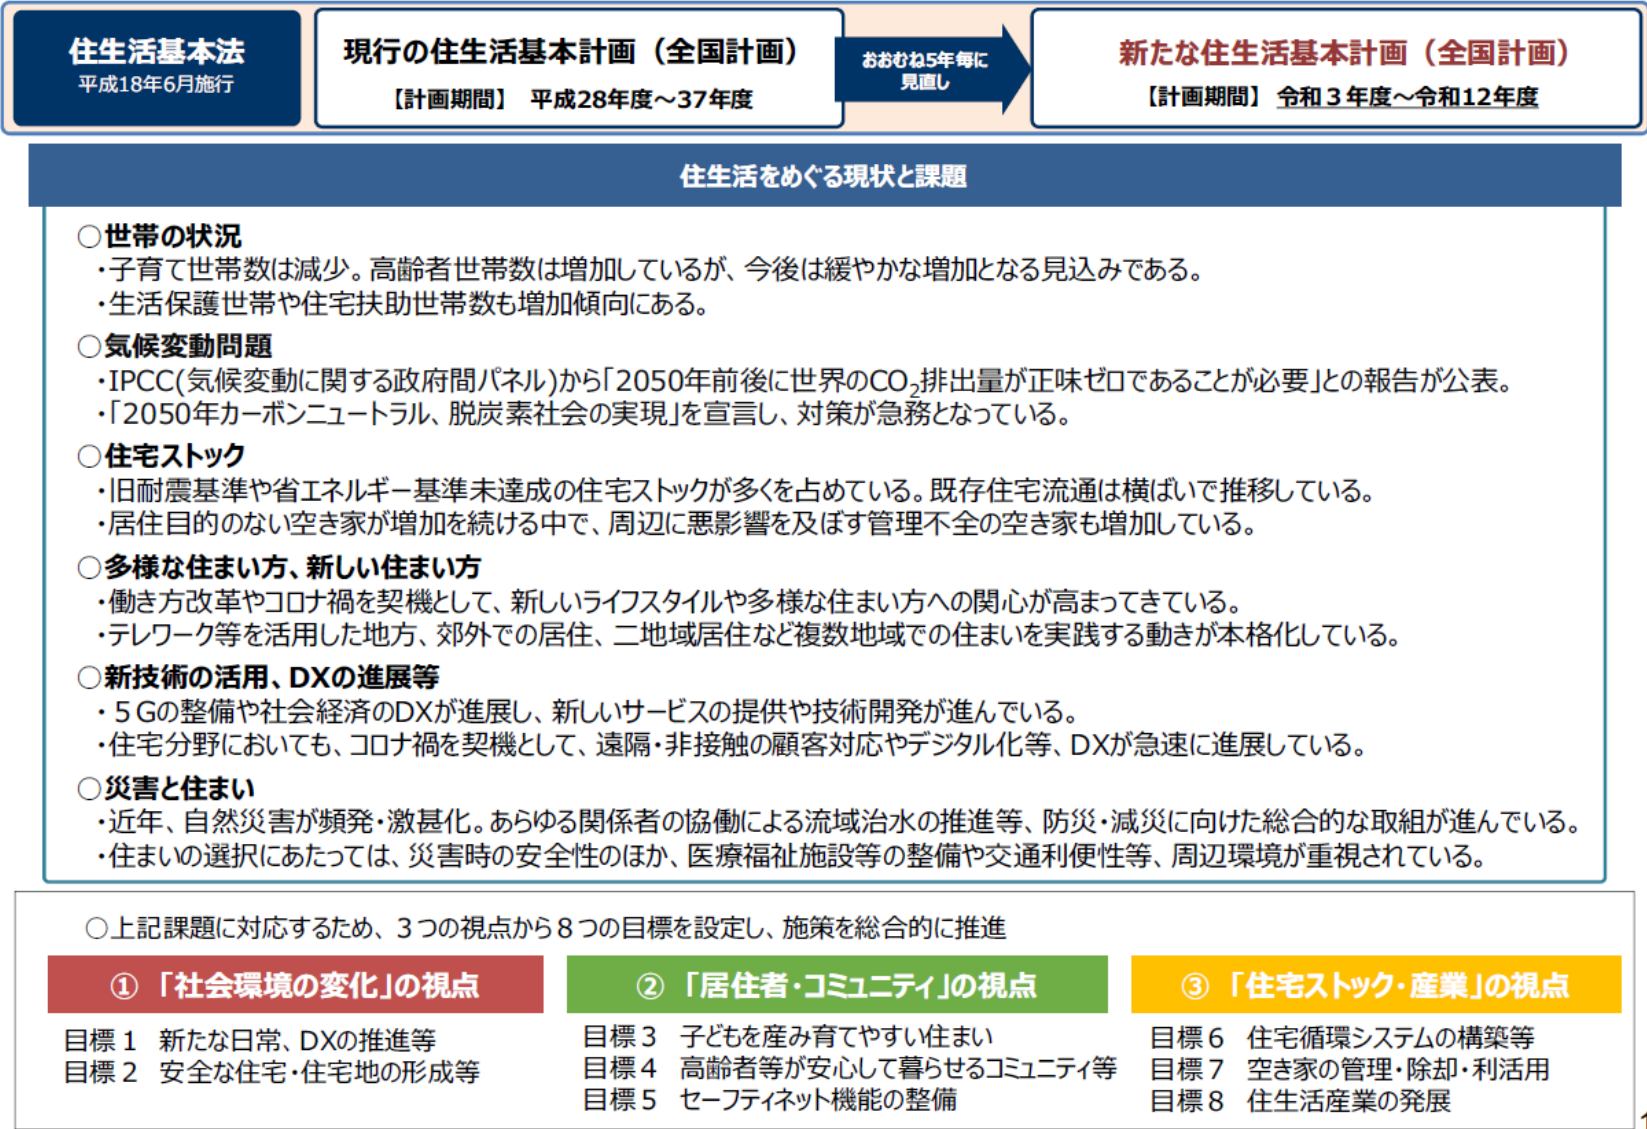 住生活基本法
平成18年6月施行
現行の住生活基本計画（全国計画）
【計画期間】 平成28年度～37年度
おおむね5年毎に
見直し
新たな住生活基本計画（全国計画）
【計画期間】 令和３年度～令和12年度
住生活をめぐる現状と課題
○世帯の状況
・子育て世帯数は減少。高齢者世帯数は増加しているが、今後は緩やかな増加となる見込みである。
・生活保護世帯や住宅扶助世帯数も増加傾向にある。
○気候変動問題
・IPCC(気候変動に関する政府間パネル)から「2050年前後に世界のCO₂排出量が正味ゼロであることが必要」との報告が公表。
・「2050年カーボンニュートラル、脱炭素社会の実現」を宣言し、対策が急務となっている。
○住宅ストック
・旧耐震基準や省エネルギー基準未達成の住宅ストックが多くを占めている。既存住宅流通は横ばいで推移している。
・居住目的のない空き家が増加を続ける中で、周辺に悪影響を及ぼす管理不全の空き家も増加している。
○多様な住まい方、新しい住まい方
・働き方改革やコロナ禍を契機として、新しいライフスタイルや多様な住まい方への関心が高まってきている。
・テレワーク等を活用した地方、郊外での居住、二地域居住など複数地域での住まいを実践する動きが本格化している。
○新技術の活用、DXの進展等
・５Gの整備や社会経済のDXが進展し、新しいサービスの提供や技術開発が進んでいる。
・住宅分野においても、コロナ禍を契機として、遠隔・非接触の顧客対応やデジタル化等、DXが急速に進展している。
○災害と住まい
・近年、自然災害が頻発・激甚化。あらゆる関係者の協働による流域治水の推進等、防災・減災に向けた総合的な取組が進んでいる。
・住まいの選択にあたっては、災害時の安全性のほか、医療福祉施設等の整備や交通利便性等、周辺環境が重視されている。
○上記課題に対応するため、３つの視点から８つの目標を設定し、施策を総合的に推進
①「社会環境の変化」の視点
目標１ 新たな日常、DXの推進等
目標２ 安全な住宅・住宅地の形成等
②「居住者・コミュニティ」の視点
目標３ 子どもを産み育てやすい住まい
目標４ 高齢者等が安心して暮らせるコミュニティ等
目標５ セーフティネット機能の整備
③「住宅ストック・産業」の視点
目標６ 住宅循環システムの構築等
目標７ 空き家の管理・除却・利活用
目標８ 住生活産業の発展